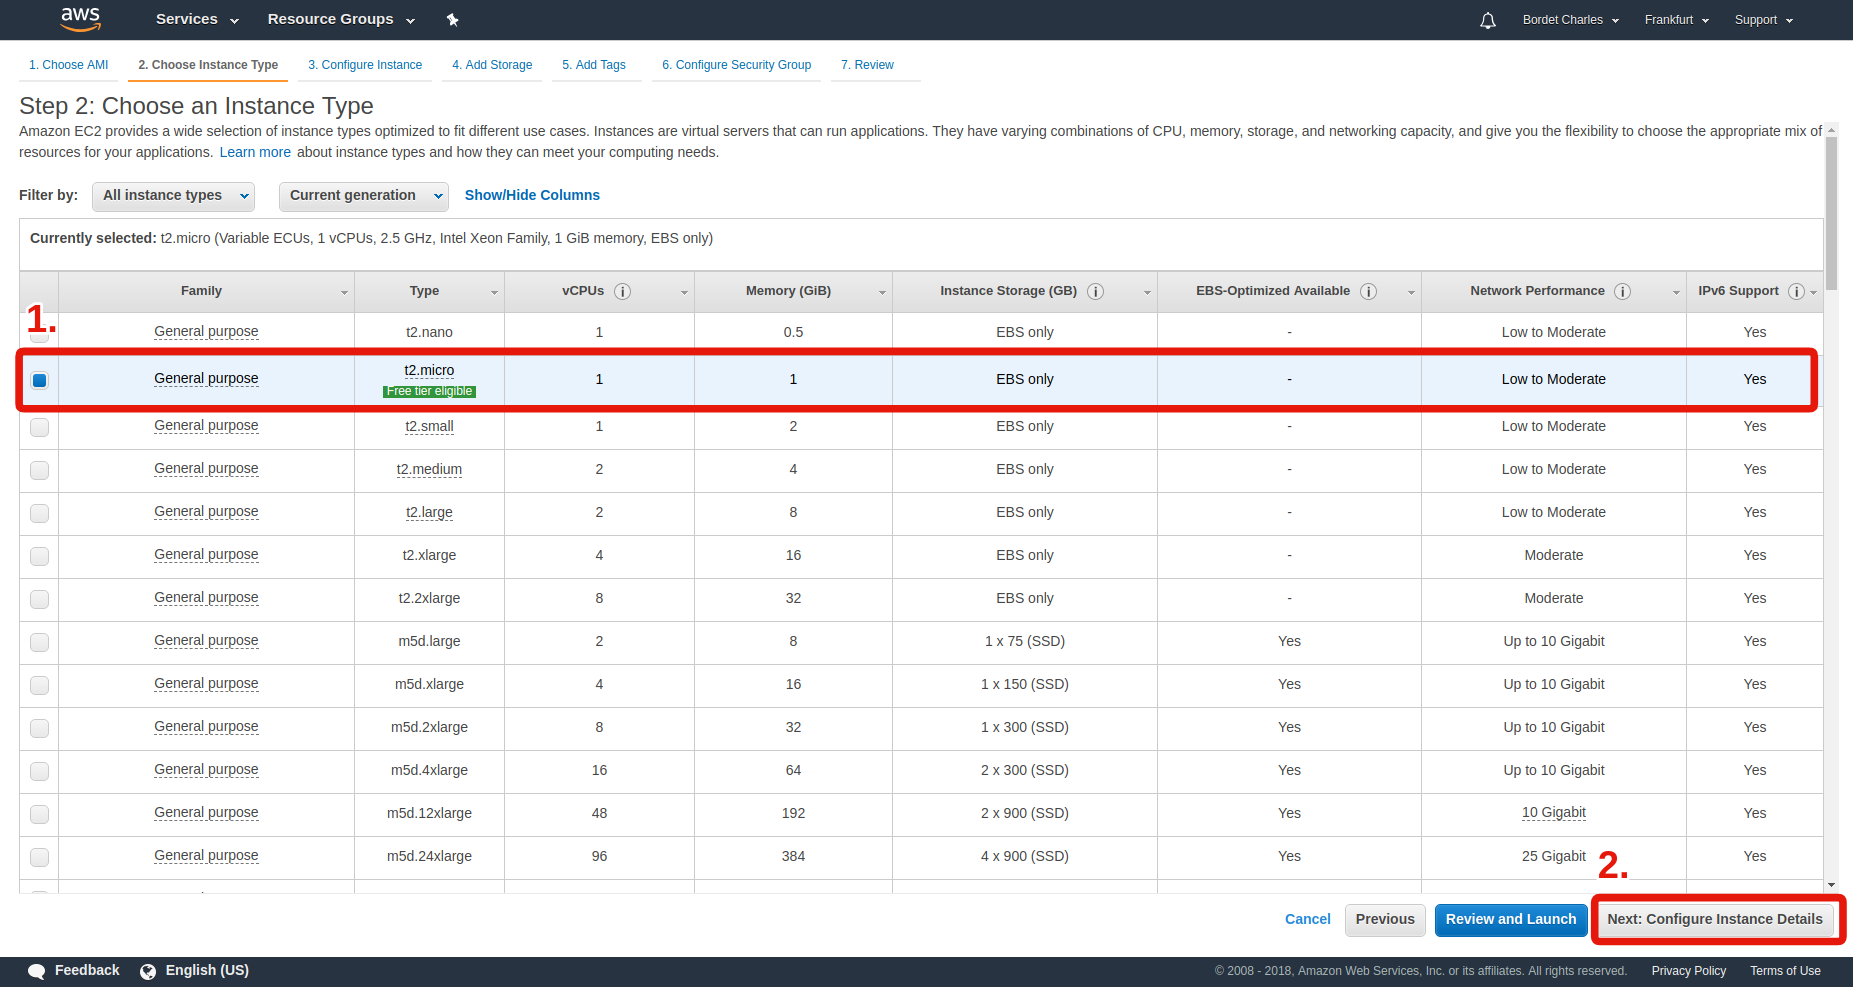 aws Services Resource Groups Bordet Charles Frankfurt Support
1. Choose AMI 2. Choose Instance Type 3. Configure Instance 4. Add Storage 5. Add Tags 6. Configure Security Group 7. Review
Step 2: Choose an Instance Type
Amazon EC2 provides a wide selection of instance types optimized to fit different use cases. Instances are virtual servers that can run applications. They have varying combinations of CPU, memory, storage, and networking capacity, and give you the flexibility to choose the appropriate mix of
resources for your applications. Learn more about instance types and how they can meet your computing needs.
Filter by: All instance types Current generation Show/Hide Columns
Currently selected: t2.micro (Variable ECUs, 1 vCPUs, 2.5 GHz, Intel Xeon Family, 1 GiB memory, EBS only)
Family Type vCPUs Memory (GiB) Instance Storage (GB) EBS-Optimized Available Network Performance IPv6 Support
1.
General purpose t2.nano 1 0.5 EBS only - Low to Moderate Yes
General purpose t2.micro 1 1 EBS only - Low to Moderate Yes
Free tier eligible
General purpose t2.small 1 2 EBS only - Low to Moderate Yes
General purpose t2.medium 2 4 EBS only - Low to Moderate Yes
General purpose t2.large 2 8 EBS only - Low to Moderate Yes
General purpose t2.xlarge 4 16 EBS only - Moderate Yes
General purpose t2.2xlarge 8 32 EBS only - Moderate Yes
General purpose m5d.large 2 8 1 x 75 (SSD) Yes Up to 10 Gigabit Yes
General purpose m5d.xlarge 4 16 1 x 150 (SSD) Yes Up to 10 Gigabit Yes
General purpose m5d.2xlarge 8 32 1 x 300 (SSD) Yes Up to 10 Gigabit Yes
General purpose m5d.4xlarge 16 64 2 x 300 (SSD) Yes Up to 10 Gigabit Yes
General purpose m5d.12xlarge 48 192 2 x 900 (SSD) Yes 10 Gigabit Yes
General purpose m5d.24xlarge 96 384 4 x 900 (SSD) Yes 25 Gigabit Yes
2.
Cancel Previous Review and Launch Next: Configure Instance Details
Feedback English (US) © 2008 - 2018, Amazon Web Services, Inc. or its affiliates. All rights reserved. Privacy Policy Terms of Use